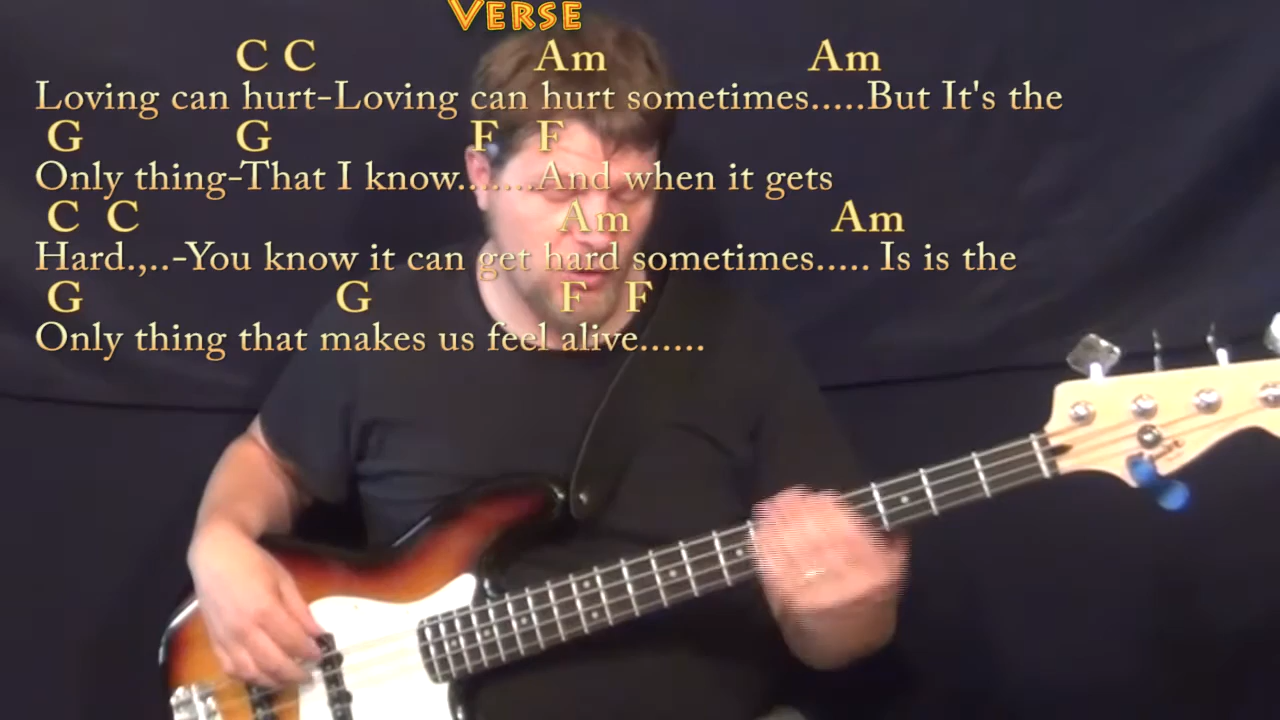 VERSE
C C Am Am
Loving can hurt-Loving can hurt sometimes.....But It's the
G G F F
Only thing-That I know.......And when it gets
C C Am Am
Hard.,..-You know it can get hard sometimes..... Is is the
G G F F
Only thing that makes us feel alive......